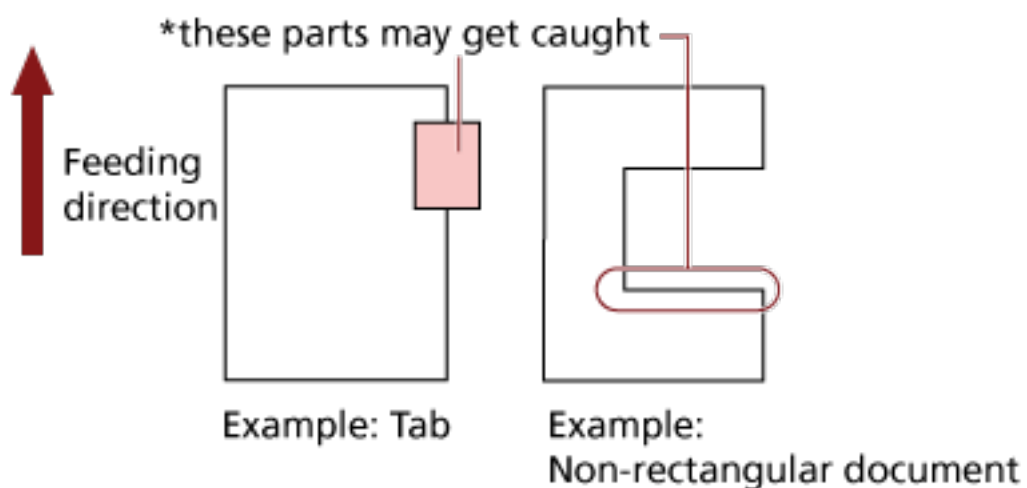 *these parts may get caught
Feeding
direction
Example: Tab
Example:
Non-rectangular document